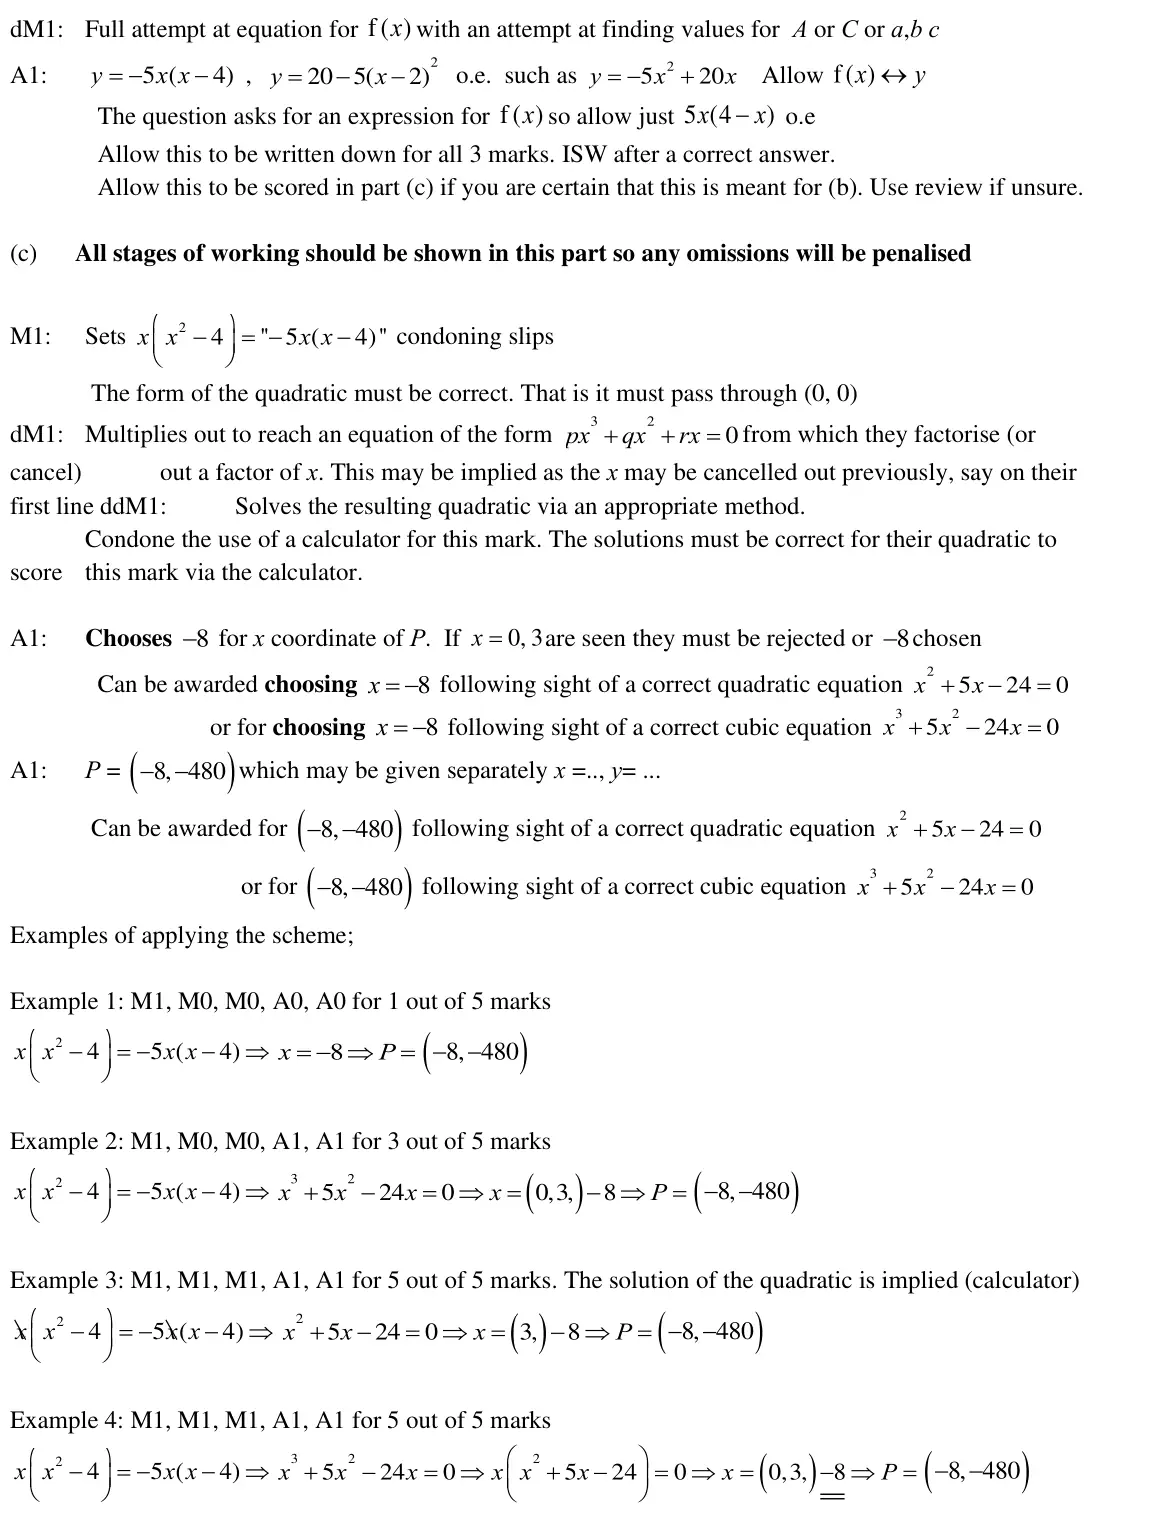 dM1: Full attempt at equation for f(x) with an attempt at finding values for A or C or a,b c
A1: y = −5x(x − 4) , y = 20 − 5(x − 2)² o.e. such as y = −5x² + 20x Allow f(x) ↔ y
The question asks for an expression for f(x) so allow just 5x(4 − x) o.e
Allow this to be written down for all 3 marks. ISW after a correct answer.
Allow this to be scored in part (c) if you are certain that this is meant for (b). Use review if unsure.
(c) All stages of working should be shown in this part so any omissions will be penalised
M1: Sets x(x² − 4) = "−5x(x − 4)" condoning slips
The form of the quadratic must be correct. That is it must pass through (0, 0)
dM1: Multiplies out to reach an equation of the form px³ + qx² + rx = 0 from which they factorise (or
cancel) out a factor of x. This may be implied as the x may be cancelled out previously, say on their
first line ddM1: Solves the resulting quadratic via an appropriate method.
Condone the use of a calculator for this mark. The solutions must be correct for their quadratic to
score this mark via the calculator.
A1: Chooses −8 for x coordinate of P. If x = 0, 3 are seen they must be rejected or −8 chosen
Can be awarded choosing x = −8 following sight of a correct quadratic equation x² + 5x − 24 = 0
or for choosing x = −8 following sight of a correct cubic equation x³ + 5x² − 24x = 0
A1: P = (−8, −480) which may be given separately x =.., y= ...
Can be awarded for (−8, −480) following sight of a correct quadratic equation x² + 5x − 24 = 0
or for (−8, −480) following sight of a correct cubic equation x³ + 5x² − 24x = 0
Examples of applying the scheme;
Example 1: M1, M0, M0, A0, A0 for 1 out of 5 marks
x(x² − 4) = −5x(x − 4) ⇒ x = −8 ⇒ P = (−8, −480)
Example 2: M1, M0, M0, A1, A1 for 3 out of 5 marks
x(x² − 4) = −5x(x − 4) ⇒ x³ + 5x² − 24x = 0 ⇒ x = (0,3,) − 8 ⇒ P = (−8, −480)
Example 3: M1, M1, M1, A1, A1 for 5 out of 5 marks. The solution of the quadratic is implied (calculator)
x(x² − 4) = −5x(x − 4) ⇒ x² + 5x − 24 = 0 ⇒ x = (3,) − 8 ⇒ P = (−8, −480)
Example 4: M1, M1, M1, A1, A1 for 5 out of 5 marks
x(x² − 4) = −5x(x − 4) ⇒ x³ + 5x² − 24x = 0 ⇒ x(x² + 5x − 24) = 0 ⇒ x = (0,3,) −8 ⇒ P = (−8, −480)